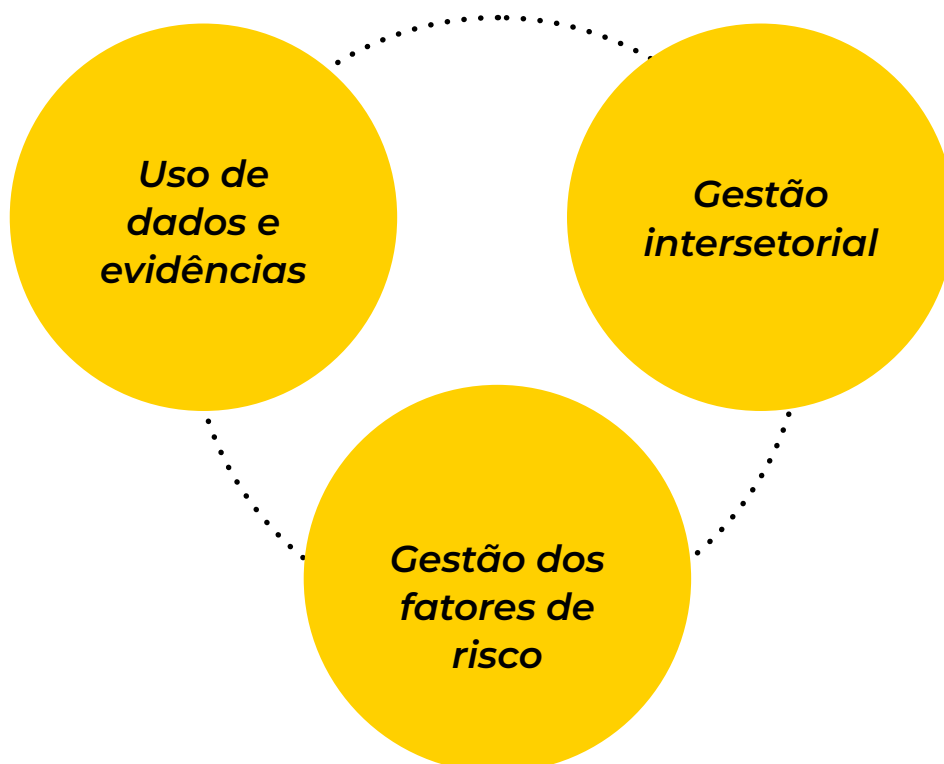 Uso de
dados e
evidências
Gestão
intersetorial
Gestão dos
fatores de
risco